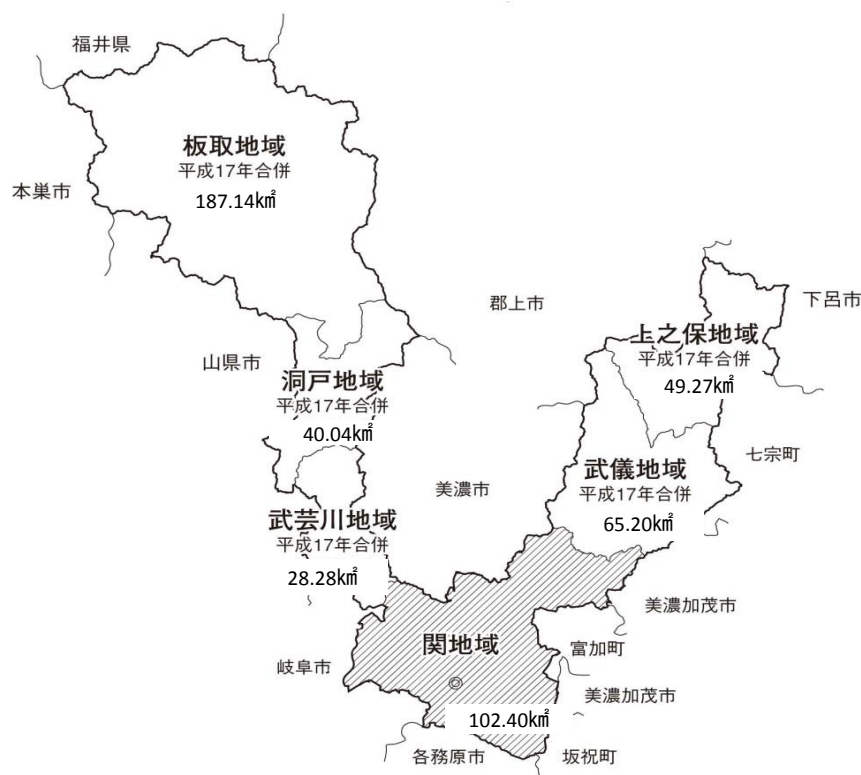 福井県
板取地域
平成17年合併
187.14k㎡
本巣市
郡上市
下呂市
上之保地域
平成17年合併
49.27k㎡
山県市
洞戸地域
平成17年合併
40.04k㎡
七宗町
武儀地域
平成17年合併
65.20k㎡
美濃市
武芸川地域
平成17年合併
28.28k㎡
美濃加茂市
関地域
富加町
岐阜市
美濃加茂市
102.40k㎡
各務原市
坂祝町